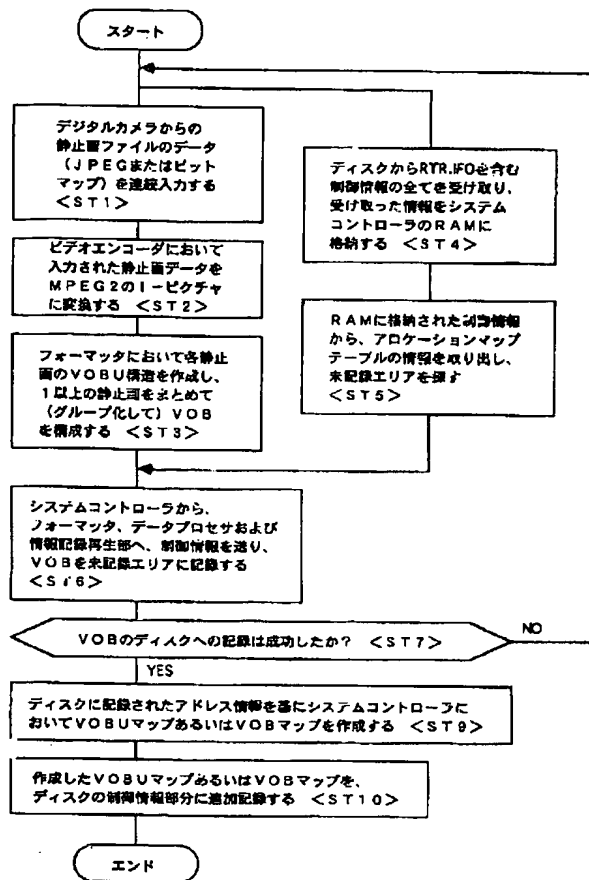 スタート
デジタルカメラからの
静止画ファイルのデータ
(JPEGまたはビット
マップ)を連続入力する
<ST1>
ビデオエンコーダにおいて
入力された静止画データを
MPEG2のI-ピクチャ
に変換する <ST2>
フォーマッタにおいて各静止
画のVOBU構造を作成し、
1以上の静止画をまとめて
(グループ化して)VOB
を構成する <ST3>
ディスクからRTR.IFOを含む
制御情報の全てを受け取り、
受け取った情報をシステム
コントローラのRAMに
格納する <ST4>
RAMに格納された制御情報
から、アロケーションマップ
テーブルの情報を取り出し、
未記録エリアを探す
<ST5>
システムコントローラから、
フォーマッタ、データプロセサおよび
情報記録再生部へ、制御情報を送り、
VOBを未記録エリアに記録する
<ST6>
VOBのディスクへの記録は成功したか? <ST7>
NO
YES
ディスクに記録されたアドレス情報を基にシステムコントローラに
おいてVOBUマップあるいはVOBマップを作成する <ST9>
作成したVOBUマップあるいはVOBマップを、
ディスクの制御情報部分に追加記録する <ST10>
エンド